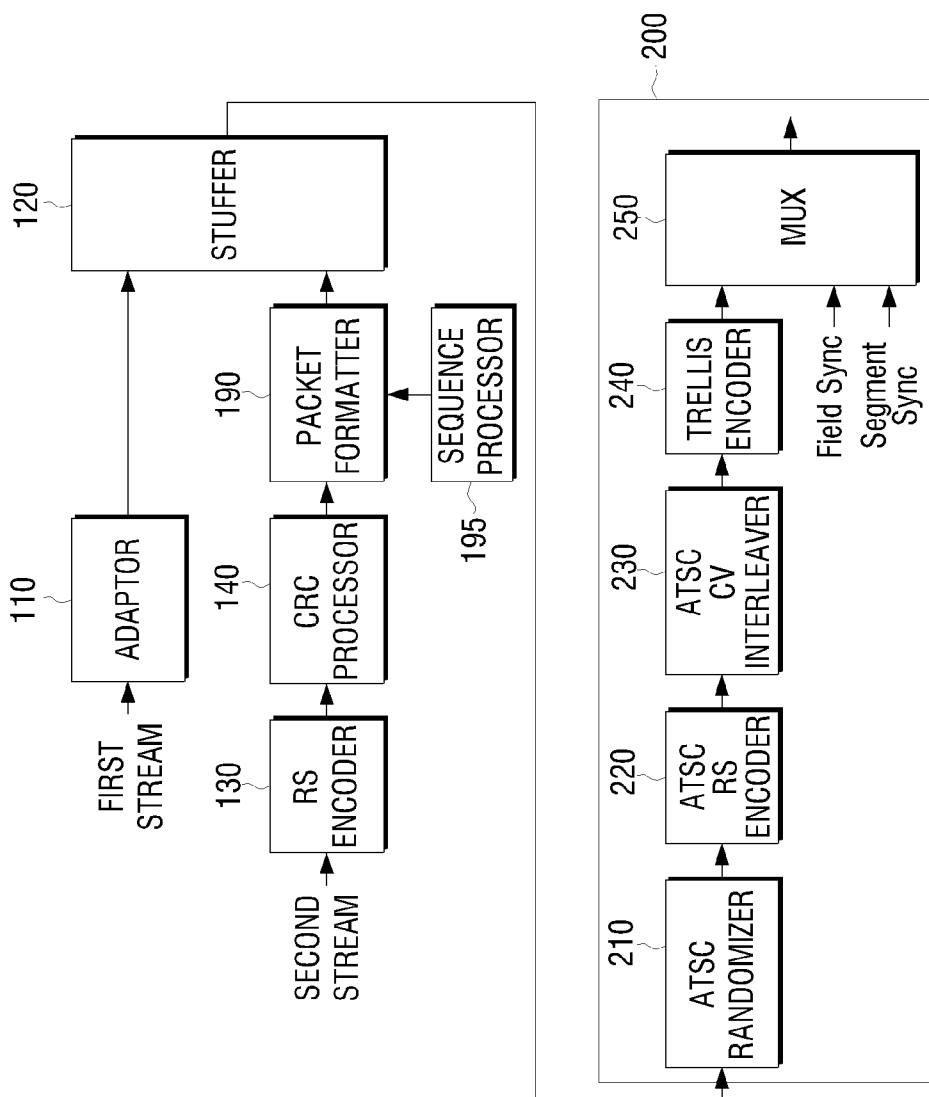 FIRST
STREAM
110
ADAPTOR
120
STUFFER
SECOND
STREAM
130
RS
ENCODER
140
CRC
PROCESSOR
190
PACKET
FORMATTER
SEQUENCE
PROCESSOR
195
200
210
ATSC
RANDOMIZER
220
ATSC
RS
ENCODER
230
ATSC
CV
INTERLEAVER
240
TRELLIS
ENCODER
250
MUX
Field Sync
Segment
Sync